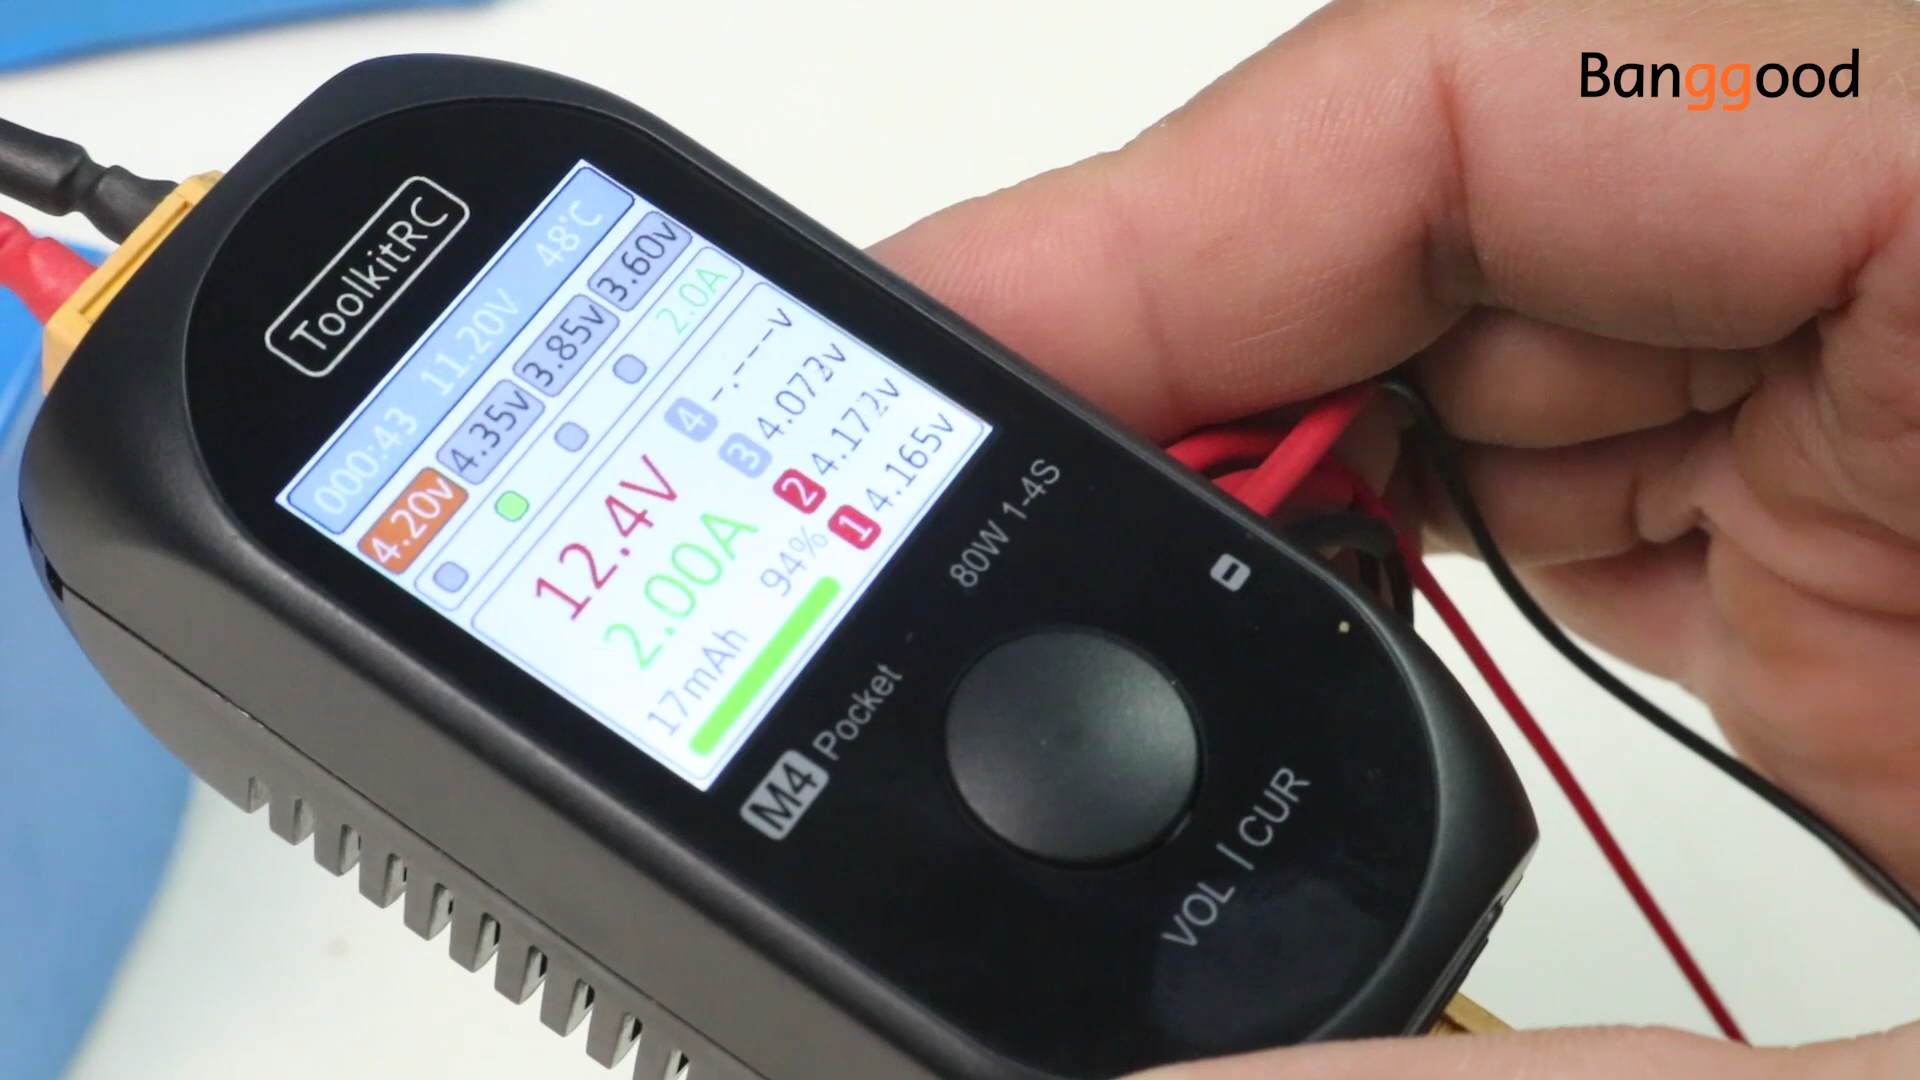 Banggood
ToolkitRC
000:43 11.20V 48°C
4.20v 4.35v 3.85v 3.60v
2.0A
12.4V
2.00A
17mAh 94%
4 -.---v
3 4.073v
2 4.172v
1 4.165v
M4 Pocket
80W 1-4S
VOL | CUR